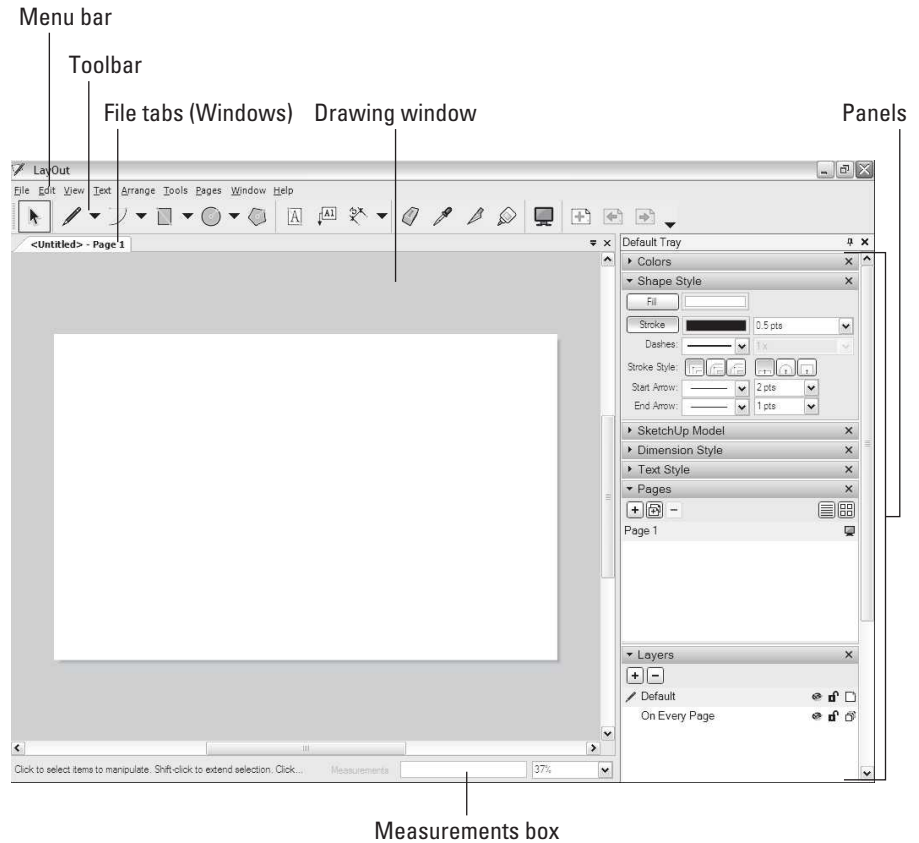 Menu bar
Toolbar
File tabs (Windows) Drawing window Panels
LayOut
File Edit View Text Arrange Tools Pages Window Help
A A1
<Untitled> - Page 1
Default Tray
Colors
Shape Style
Fill
Stroke 0.5 pts
Dashes: 1x
Stroke Style:
Start Arrow: 2 pts
End Arrow: 1 pts
SketchUp Model
Dimension Style
Text Style
Pages
Page 1
Layers
Default
On Every Page
Click to select items to manipulate. Shift-click to extend selection. Click... Measurements 37%
Measurements box